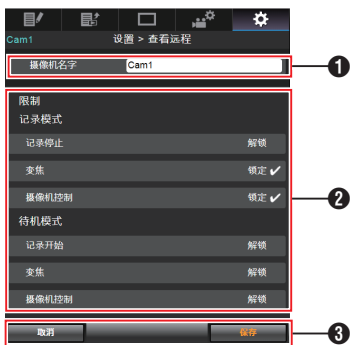 Cam1 设置 > 查看远程
摄像机名字 Cam1
1
限制
记录模式
记录停止 解锁
变焦 锁定 ✓
摄像机控制 锁定 ✓
2
待机模式
记录开始 解锁
变焦 解锁
摄像机控制 解锁
取消 保存
3